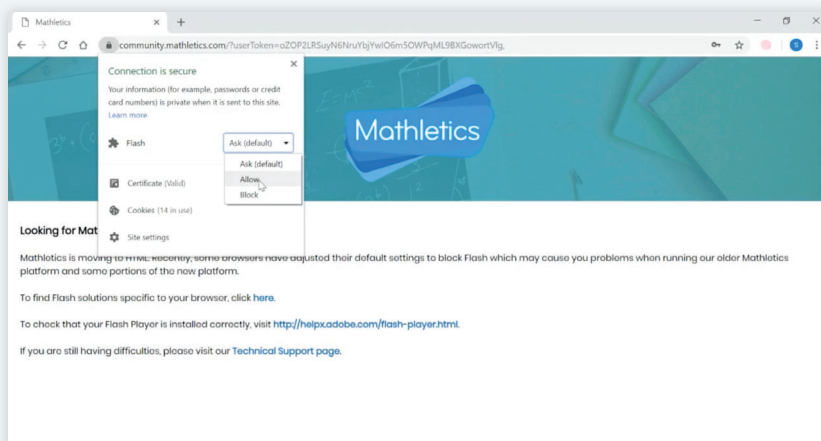 Mathletics
community.mathletics.com/?userToken=
Connection is secure
Your information (for example, passwords or credit
card numbers) is private when it is sent to this site.
Learn more
Flash
Ask (default)
Ask (default)
Allow
Block
Certificate (Valid)
Cookies (14 in use)
Site settings
Mathletics
Looking for Mat
Mathletics is moving to HTML. Recently, some browsers have adjusted their default settings to block Flash which may cause you problems when running our older Mathletics
platform and some portions of the new platform.
To find Flash solutions specific to your browser, click here.
To check that your Flash Player is installed correctly, visit http://helpx.adobe.com/flash-player.html.
If you are still having difficulties, please visit our Technical Support page.